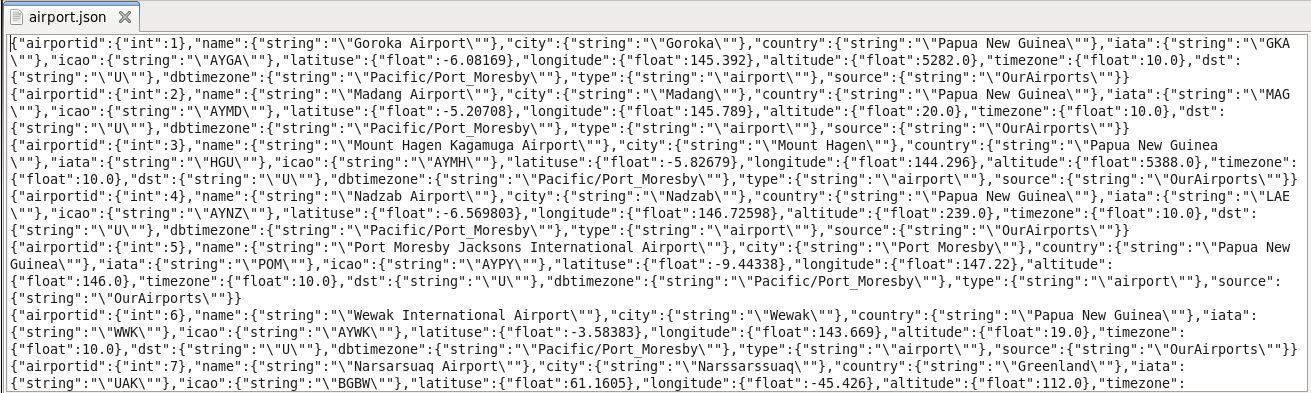 airport.json
{"airportid":{"int":1},"name":{"string":"\"Goroka Airport\""},"city":{"string":"\"Goroka\""},"country":{"string":"\"Papua New Guinea\""},"iata":{"string":"\"GKA
\""},"icao":{"string":"\"AYGA\""},"latituse":{"float":-6.08169},"longitude":{"float":145.392},"altitude":{"float":5282.0},"timezone":{"float":10.0},"dst":
{"string":"\"U\""},"dbtimezone":{"string":"\"Pacific/Port_Moresby\""},"type":{"string":"\"airport\""},"source":{"string":"\"OurAirports\""}}
{"airportid":{"int":2},"name":{"string":"\"Madang Airport\""},"city":{"string":"\"Madang\""},"country":{"string":"\"Papua New Guinea\""},"iata":{"string":"\"MAG
\""},"icao":{"string":"\"AYMD\""},"latituse":{"float":-5.20708},"longitude":{"float":145.789},"altitude":{"float":20.0},"timezone":{"float":10.0},"dst":
{"string":"\"U\""},"dbtimezone":{"string":"\"Pacific/Port_Moresby\""},"type":{"string":"\"airport\""},"source":{"string":"\"OurAirports\""}}
{"airportid":{"int":3},"name":{"string":"\"Mount Hagen Kagamuga Airport\""},"city":{"string":"\"Mount Hagen\""},"country":{"string":"\"Papua New Guinea
\""},"iata":{"string":"\"HGU\""},"icao":{"string":"\"AYMH\""},"latituse":{"float":-5.82679},"longitude":{"float":144.296},"altitude":{"float":5388.0},"timezone":
{"float":10.0},"dst":{"string":"\"U\""},"dbtimezone":{"string":"\"Pacific/Port_Moresby\""},"type":{"string":"\"airport\""},"source":{"string":"\"OurAirports\""}}
{"airportid":{"int":4},"name":{"string":"\"Nadzab Airport\""},"city":{"string":"\"Nadzab\""},"country":{"string":"\"Papua New Guinea\""},"iata":{"string":"\"LAE
\""},"icao":{"string":"\"AYNZ\""},"latituse":{"float":-6.569803},"longitude":{"float":146.72598},"altitude":{"float":239.0},"timezone":{"float":10.0},"dst":
{"string":"\"U\""},"dbtimezone":{"string":"\"Pacific/Port_Moresby\""},"type":{"string":"\"airport\""},"source":{"string":"\"OurAirports\""}}
{"airportid":{"int":5},"name":{"string":"\"Port Moresby Jacksons International Airport\""},"city":{"string":"\"Port Moresby\""},"country":{"string":"\"Papua New
Guinea\""},"iata":{"string":"\"POM\""},"icao":{"string":"\"AYPY\""},"latituse":{"float":-9.44338},"longitude":{"float":147.22},"altitude":
{"float":146.0},"timezone":{"float":10.0},"dst":{"string":"\"U\""},"dbtimezone":{"string":"\"Pacific/Port_Moresby\""},"type":{"string":"\"airport\""},"source":
{"string":"\"OurAirports\""}}
{"airportid":{"int":6},"name":{"string":"\"Wewak International Airport\""},"city":{"string":"\"Wewak\""},"country":{"string":"\"Papua New Guinea\""},"iata":
{"string":"\"WWK\""},"icao":{"string":"\"AYWK\""},"latituse":{"float":-3.58383},"longitude":{"float":143.669},"altitude":{"float":19.0},"timezone":
{"float":10.0},"dst":{"string":"\"U\""},"dbtimezone":{"string":"\"Pacific/Port_Moresby\""},"type":{"string":"\"airport\""},"source":{"string":"\"OurAirports\""}}
{"airportid":{"int":7},"name":{"string":"\"Narsarsuaq Airport\""},"city":{"string":"\"Narssarssuaq\""},"country":{"string":"\"Greenland\""},"iata":
{"string":"\"UAK\""},"icao":{"string":"\"BGBW\""},"latituse":{"float":61.1605},"longitude":{"float":-45.426},"altitude":{"float":112.0},"timezone":